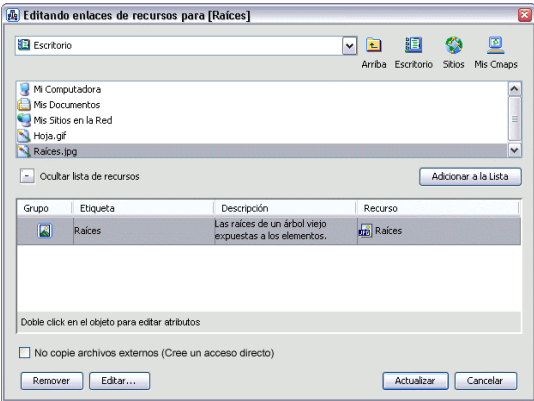 Editando enlaces de recursos para [Raíces]
Escritorio
Arriba Escritorio Sitios Mis Cmaps
Mi Computadora
Mis Documentos
Mis Sitios en la Red
Hoja.gif
Raíces.jpg
- Ocultar lista de recursos
Adicionar a la Lista
Grupo Etiqueta Descripción Recurso
Raíces Las raíces de un árbol viejo Raíces
expuestas a los elementos.
Doble click en el objeto para editar atributos
No copie archivos externos (Cree un acceso directo)
Remover Editar... Actualizar Cancelar